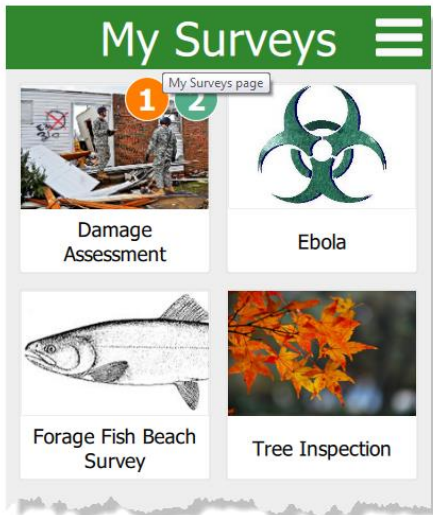 My Surveys
My Surveys page
1 2
Damage
Assessment
Ebola
Forage Fish Beach
Survey
Tree Inspection